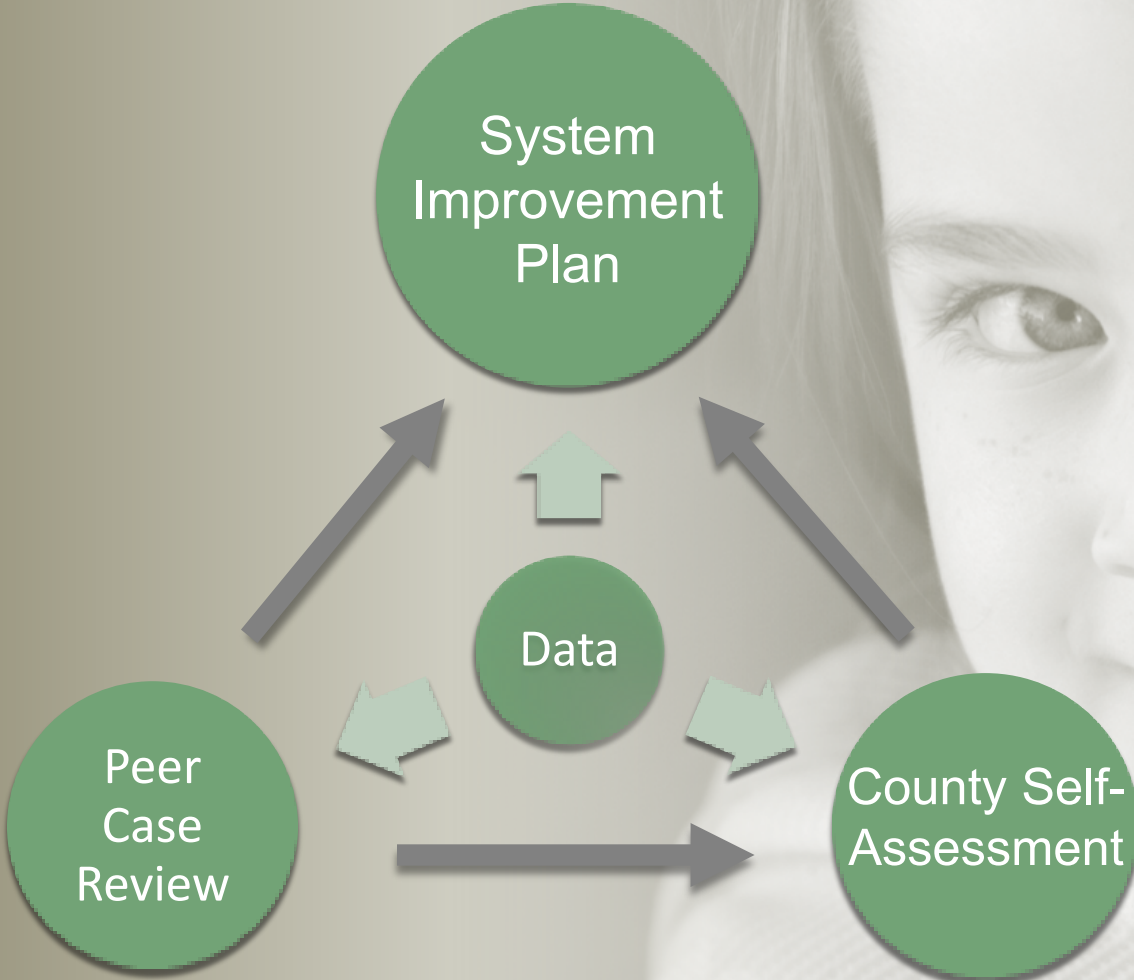 System
Improvement
Plan
Data
Peer
Case
Review
County Self-
Assessment